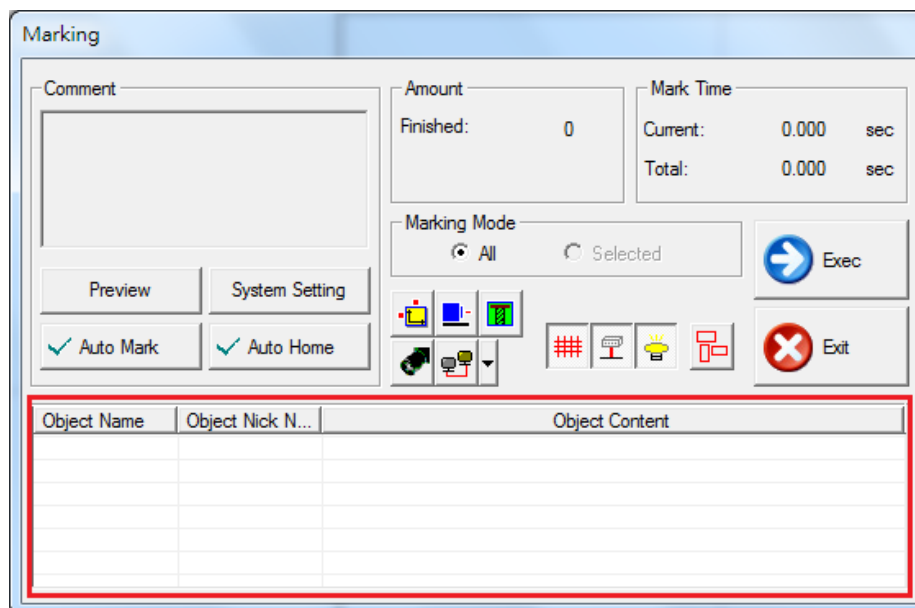 Marking
Comment
Preview
System Setting
Auto Mark
Auto Home
Amount
Finished: 0
Mark Time
Current: 0.000 sec
Total: 0.000 sec
Marking Mode
All
Selected
Exec
Exit
Object Name Object Nick N... Object Content